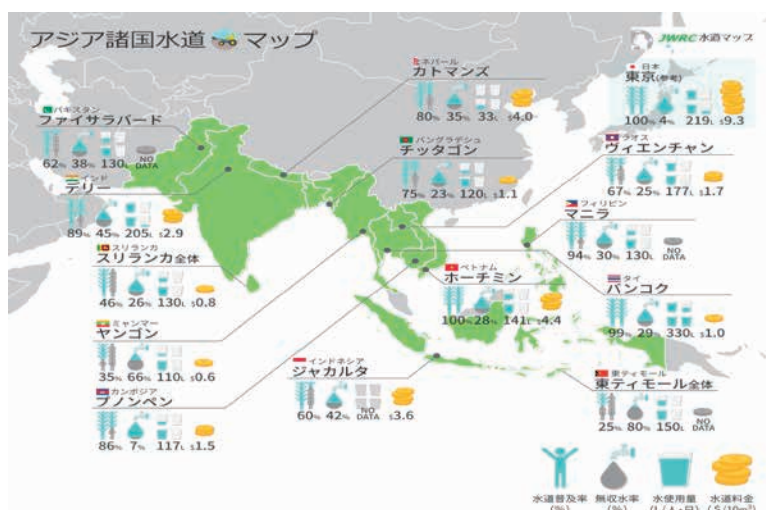 アジア諸国水道マップ
JWRC 水道マップ
ネパール
カトマンズ
80% 35% 33L $4.0
日本
東京(参考)
100% 4% 219L $9.3
パキスタン
ファイサラバード
62% 38% 130L NO DATA
バングラデシュ
チッタゴン
75% 23% 120L $1.1
ラオス
ヴィエンチャン
67% 25% 177L $1.7
インド
デリー
89% 45% 205L $2.9
フィリピン
マニラ
94% 30% 130L NO DATA
スリランカ
スリランカ全体
46% 26% 130L $0.8
ベトナム
ホーチミン
100% 28% 141L $4.4
タイ
バンコク
99% 29% 330L $1.0
ミャンマー
ヤンゴン
35% 66% 110L $0.6
インドネシア
ジャカルタ
60% 42% NO DATA $3.6
東ティモール
東ティモール全体
25% 80% 150L NO DATA
カンボジア
プノンペン
86% 7% 117L $1.5
水道普及率 無収水率 水使用量 水道料金
(%) (%) (L/人・日) ($/10m³)